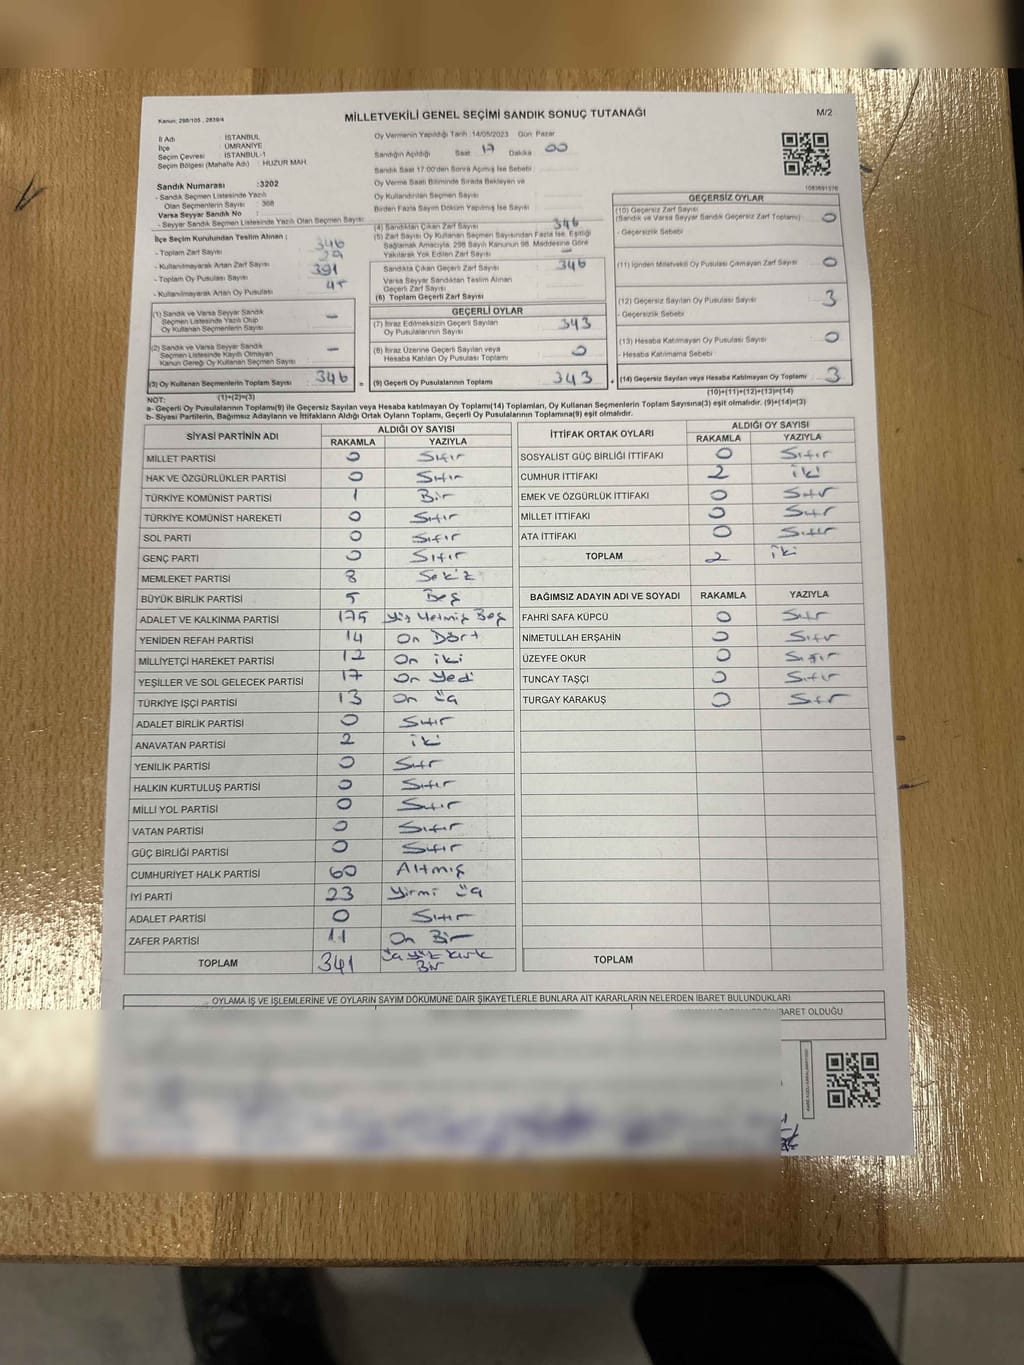 Kanun: 298/105 , 2839/4
MİLLETVEKİLİ GENEL SEÇİMİ SANDIK SONUÇ TUTANAĞI
M/2
İl Adı : İSTANBUL
İlçe : ÜMRANİYE
Seçim Çevresi : İSTANBUL-1
Seçim Bölgesi (Mahalle Adı) : HUZUR MAH
Sandık Numarası :3202
- Sandık Seçmen Listesinde Yazılı
Olan Seçmenlerin Sayısı : 368
Varsa Seyyar Sandık No :
- Seyyar Sandık Seçmen Listesinde Yazılı Olan Seçmen Sayısı:
İlçe Seçim Kurulundan Teslim Alınan ;
- Toplam Zarf Sayısı
- Kullanılmayarak Artan Zarf Sayısı
- Toplam Oy Pusulası Sayısı 391
- Kullanılmayarak Artan Oy Pusulası 45
(1) Sandık ve Varsa Seyyar Sandık
Seçmen Listesinde Yazılı Olup
Oy Kullanan Seçmenlerin Sayısı -
(2) Sandık ve Varsa Seyyar Sandık
Seçmen Listesinde Kayıtlı Olmayan
Kanun Gereği Oy Kullanan Seçmen Sayısı -
(3) Oy Kullanan Seçmenlerin Toplam Sayısı 346
(1)+(2)=(3)
Oy Vermenin Yapıldığı Tarih :14/05/2023 Gün: Pazar
Sandığın Açıldığı Saat 17 Dakika 00
Sandık Saat 17:00'den Sonra Açılmış İse Sebebi
Oy Verme Saati Bitiminde Sırada Bekleyen ve
Oy Kullandırılan Seçmen Sayısı
Birden Fazla Sayım Döküm Yapılmış İse Sayısı
(4) Sandıktan Çıkan Zarf Sayısı 346
(5) Zarf Sayısı Oy Kullanan Seçmen Sayısından Fazla İse, Eşitliği
Sağlamak Amacıyla, 298 Sayılı Kanunun 98. Maddesine Göre
Yakılarak Yok Edilen Zarf Sayısı -
Sandıkta Çıkan Geçerli Zarf Sayısı 346
Varsa Seyyar Sandıktan Teslim Alınan
Geçerli Zarf Sayısı
(6) Toplam Geçerli Zarf Sayısı
GEÇERLİ OYLAR
(7) İtiraz Edilmeksizin Geçerli Sayılan
Oy Pusulalarının Sayısı 343
(8) İtiraz Üzerine Geçerli Sayılan veya
Hesaba Katılan Oy Pusulası Toplamı 0
= (9) Geçerli Oy Pusulalarının Toplamı 343
1083691576
GEÇERSİZ OYLAR
(10) Geçersiz Zarf Sayısı
(Sandık ve Varsa Seyyar Sandık Geçersiz Zarf Toplamı) 0
- Geçersizlik Sebebi
(11) İçinden Milletvekili Oy Pusulası Çıkmayan Zarf Sayısı 0
(12) Geçersiz Sayılan Oy Pusulası Sayısı 3
- Geçersizlik Sebebi
(13) Hesaba Katılmayan Oy Pusulası Sayısı 0
- Hesaba Katılmama Sebebi
+ (14) Geçersiz Sayılan veya Hesaba Katılmayan Oy Toplamı 3
(10)+(11)+(12)+(13)=(14)
NOT:
a- Geçerli Oy Pusulalarının Toplamı(9) ile Geçersiz Sayılan veya Hesaba katılmayan Oy Toplamı(14) Toplamları, Oy Kullanan Seçmenlerin Toplam Sayısına(3) eşit olmalıdır. (9)+(14)=(3)
b- Siyasi Partilerin, Bağımsız Adayların ve İttifakların Aldığı Ortak Oyların Toplamı, Geçerli Oy Pusulalarının Toplamına(9) eşit olmalıdır.
SİYASİ PARTİNİN ADI ALDIĞI OY SAYISI
RAKAMLA YAZIYLA
MİLLET PARTİSİ 0 Sıfır
HAK VE ÖZGÜRLÜKLER PARTİSİ 0 Sıfır
TÜRKİYE KOMÜNİST PARTİSİ 1 Bir
TÜRKİYE KOMÜNİST HAREKETİ 0 Sıfır
SOL PARTİ 0 Sıfır
GENÇ PARTİ 0 Sıfır
MEMLEKET PARTİSİ 8 Sekiz
BÜYÜK BİRLİK PARTİSİ 5 Beş
ADALET VE KALKINMA PARTİSİ 175 Yüz Yetmiş Beş
YENİDEN REFAH PARTİSİ 14 On Dört
MİLLİYETÇİ HAREKET PARTİSİ 12 On iki
YEŞİLLER VE SOL GELECEK PARTİSİ 17 On Yedi
TÜRKİYE İŞÇİ PARTİSİ 13 On üç
ADALET BİRLİK PARTİSİ 0 Sıfır
ANAVATAN PARTİSİ 2 iki
YENİLİK PARTİSİ 0 Sıfır
HALKIN KURTULUŞ PARTİSİ 0 Sıfır
MİLLİ YOL PARTİSİ 0 Sıfır
VATAN PARTİSİ 0 Sıfır
GÜÇ BİRLİĞİ PARTİSİ 0 Sıfır
CUMHURİYET HALK PARTİSİ 60 Altmış
İYİ PARTİ 23 Yirmi üç
ADALET PARTİSİ 0 Sıfır
ZAFER PARTİSİ 11 On Bir
TOPLAM 341 üç yüz kırk
Bir
İTTİFAK ORTAK OYLARI ALDIĞI OY SAYISI
RAKAMLA YAZIYLA
SOSYALİST GÜÇ BİRLİĞİ İTTİFAKI 0 Sıfır
CUMHUR İTTİFAKI 2 iki
EMEK VE ÖZGÜRLÜK İTTİFAKI 0 Sıfır
MİLLET İTTİFAKI 0 Sıfır
ATA İTTİFAKI 0 Sıfır
TOPLAM 2 iki
BAĞIMSIZ ADAYIN ADI VE SOYADI RAKAMLA YAZIYLA
FAHRİ SAFA KÜPCÜ 0 Sıfır
NİMETULLAH ERŞAHİN 0 Sıfır
ÜZEYFE OKUR 0 Sıfır
TUNCAY TAŞÇI 0 Sıfır
TURGAY KARAKUŞ 0 Sıfır
TOPLAM
OYLAMA İŞ VE İŞLEMLERİNE VE OYLARIN SAYIM DÖKÜMÜNE DAİR ŞİKAYETLERLE BUNLARA AİT KARARLARIN NELERDEN İBARET BULUNDUKLARI
İBARET OLDUĞU